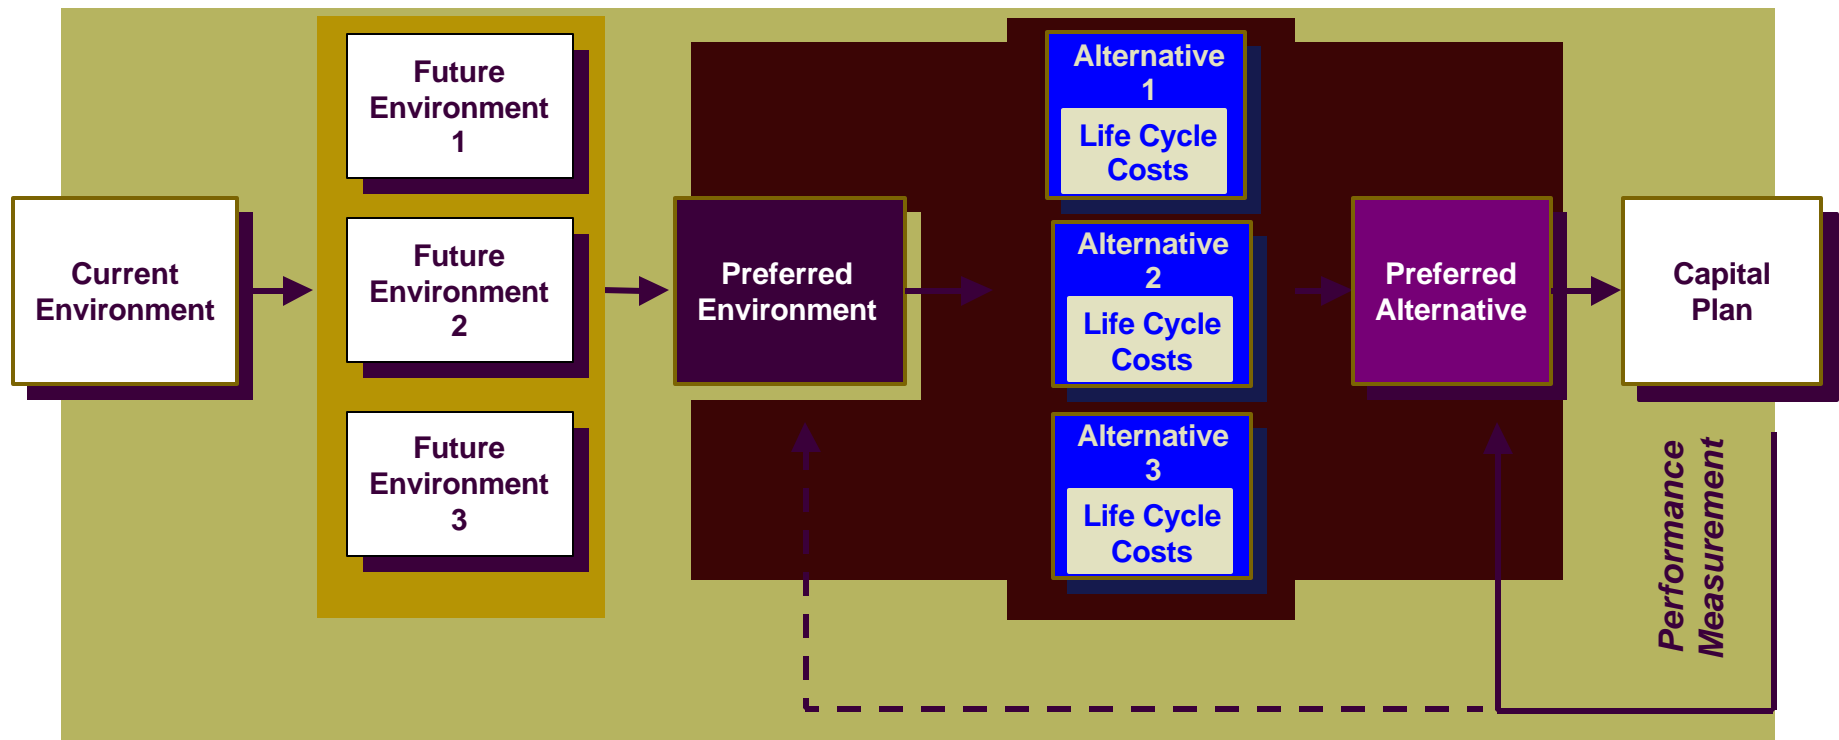 Current
Environment
Future
Environment
1
Future
Environment
2
Future
Environment
3
Preferred
Environment
Alternative
1
Life Cycle
Costs
Alternative
2
Life Cycle
Costs
Alternative
3
Life Cycle
Costs
Preferred
Alternative
Capital
Plan
Performance
Measurement